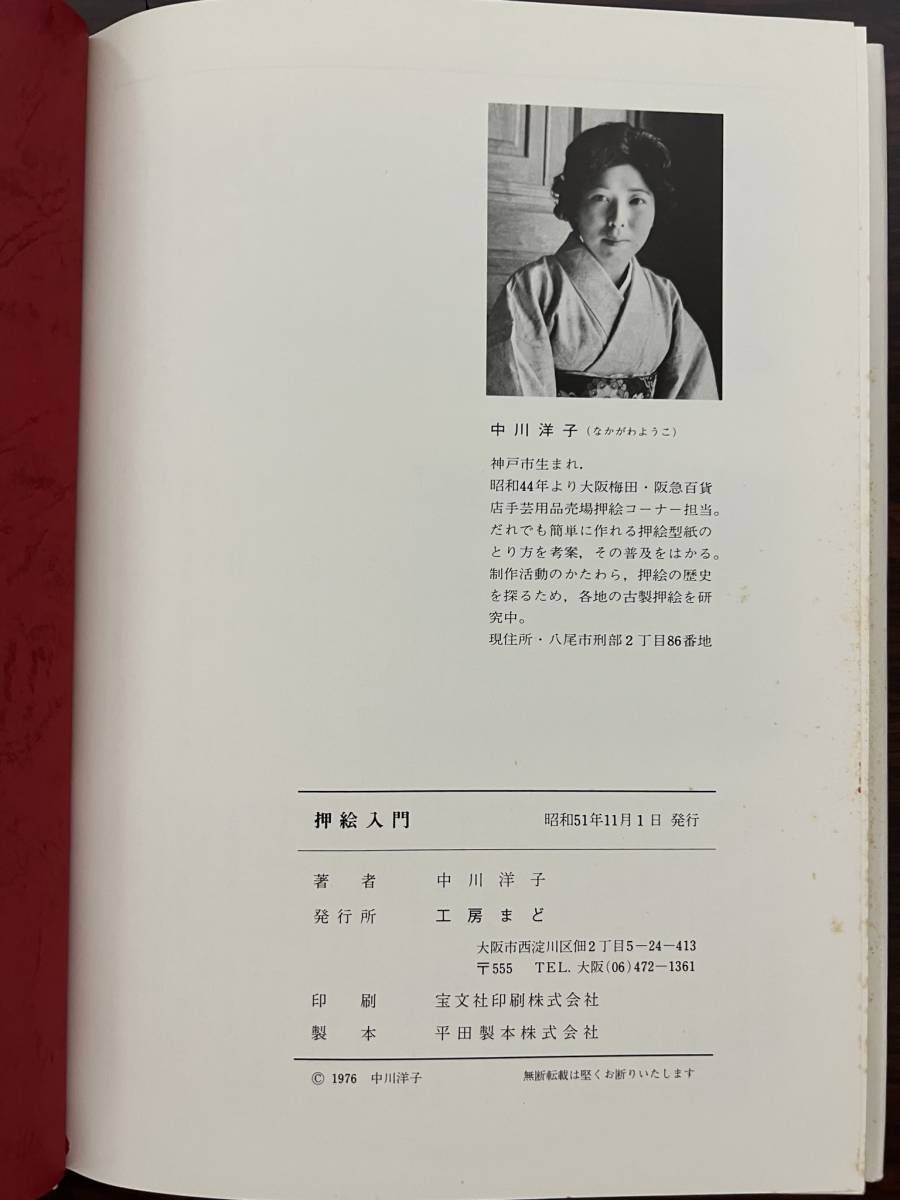 中川洋子(なかがわようこ)
神戸市生まれ.
昭和44年より大阪梅田・阪急百貨
店手芸用品売場押絵コーナー担当。
だれでも簡単に作れる押絵型紙の
とり方を考案，その普及をはかる。
制作活動のかたわら，押絵の歴史
を探るため，各地の古製押絵を研
究中。
現住所・八尾市刑部2丁目86番地
押絵入門 昭和51年11月1日 発行
著者 中川洋子
発行所 工房まど
大阪市西淀川区佃2丁目5-24-413
〒555 TEL. 大阪(06)472-1361
印刷 宝文社印刷株式会社
製本 平田製本株式会社
© 1976 中川洋子 無断転載は堅くお断りいたします